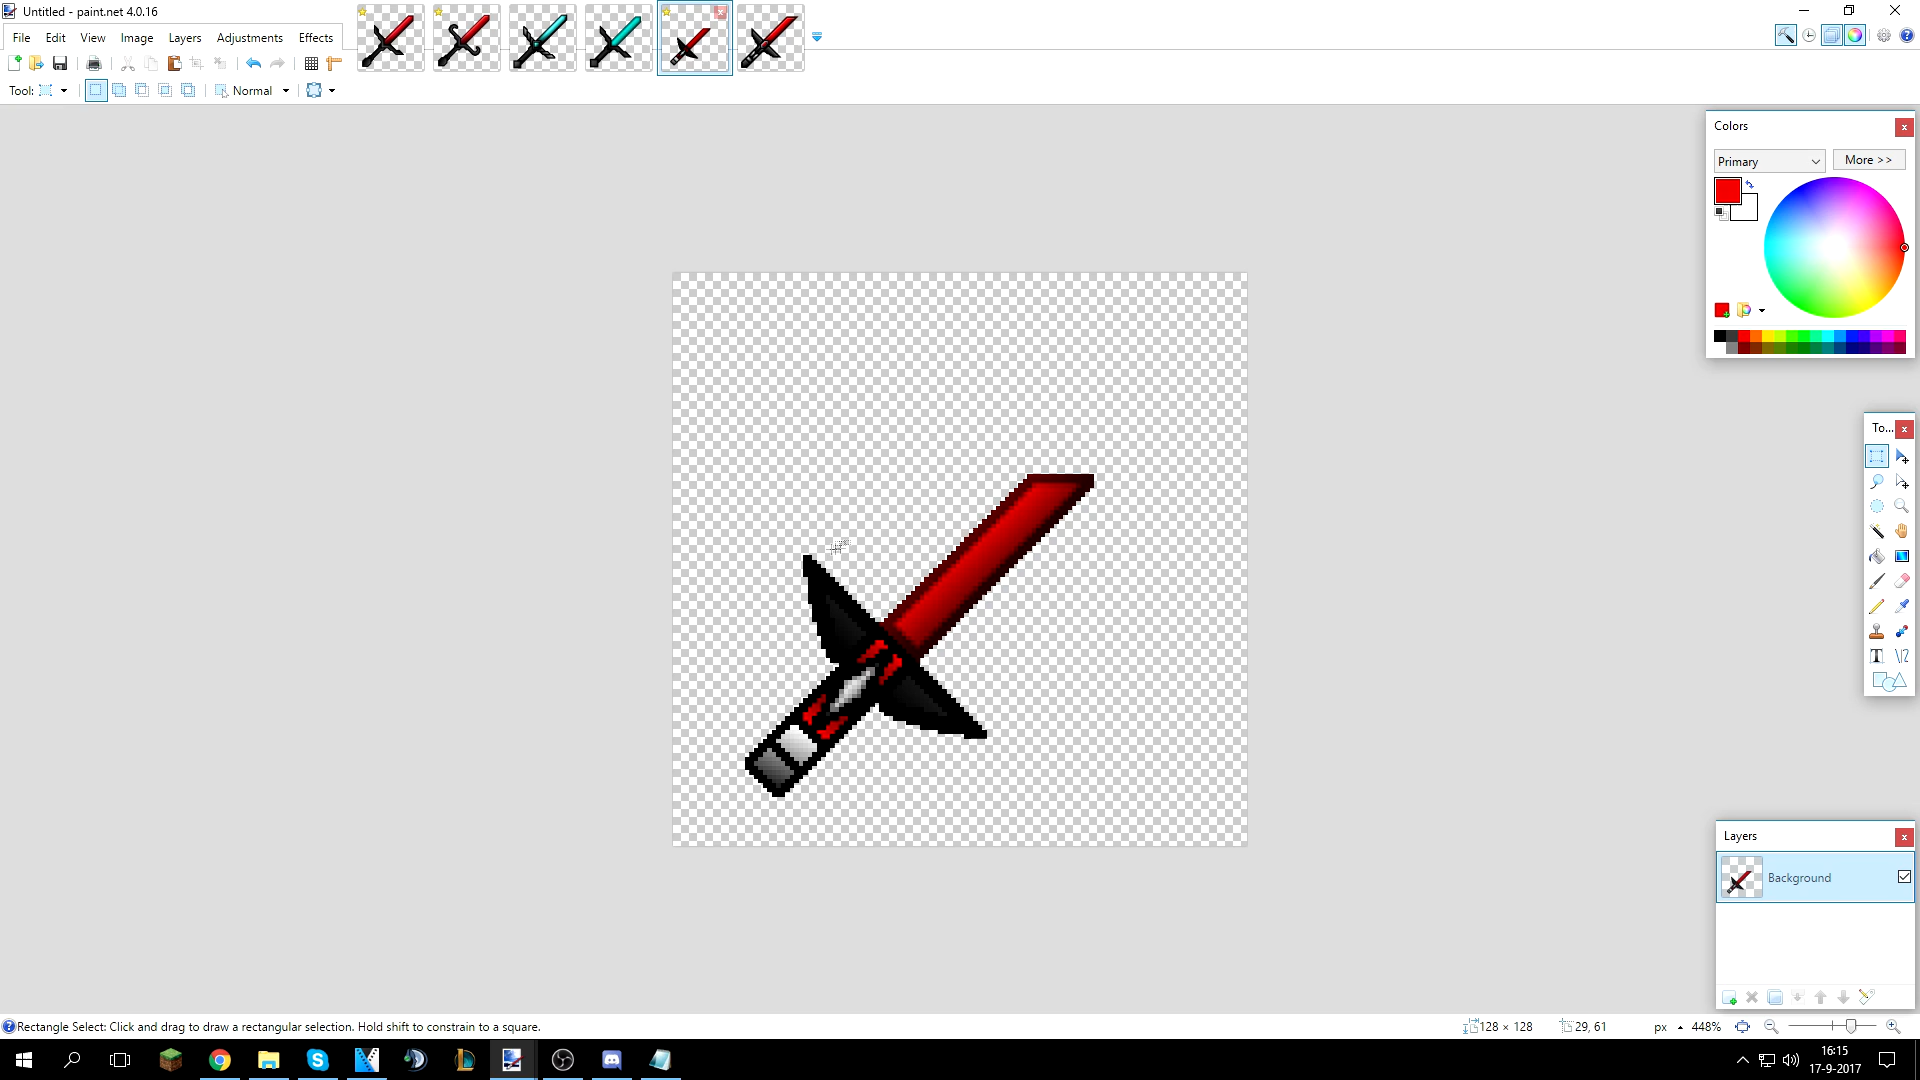 Untitled - paint.net 4.0.16
File Edit View Image Layers Adjustments Effects
Tool: Normal
Colors
Primary More >>
To...
T
Layers
Background
Rectangle Select: Click and drag to draw a rectangular selection. Hold shift to constrain to a square.
128 × 128 29, 61 px 448%
16:15
17-9-2017